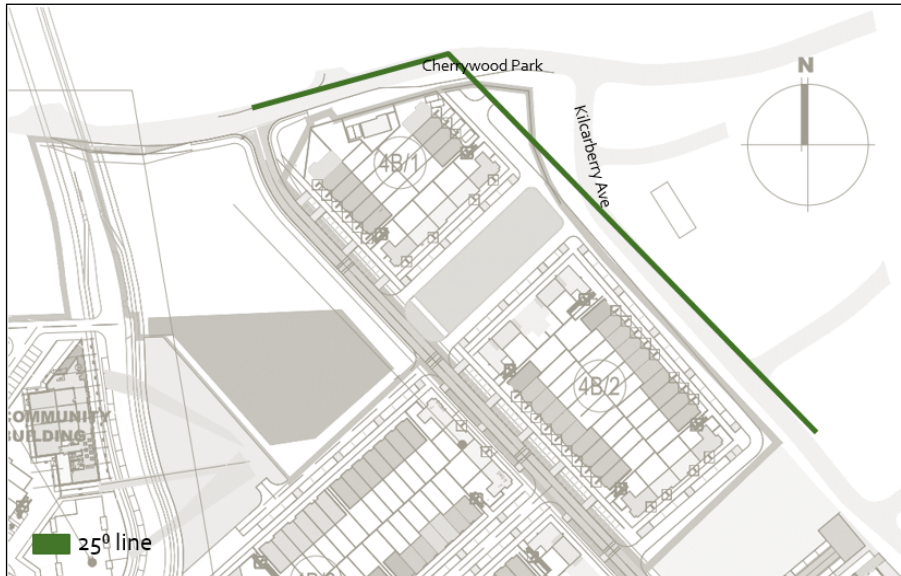 Cherrywood Park
N
Kilcarberry Ave
4B/1
4B/2
COMMUNITY
BUILDING
25⁰ line